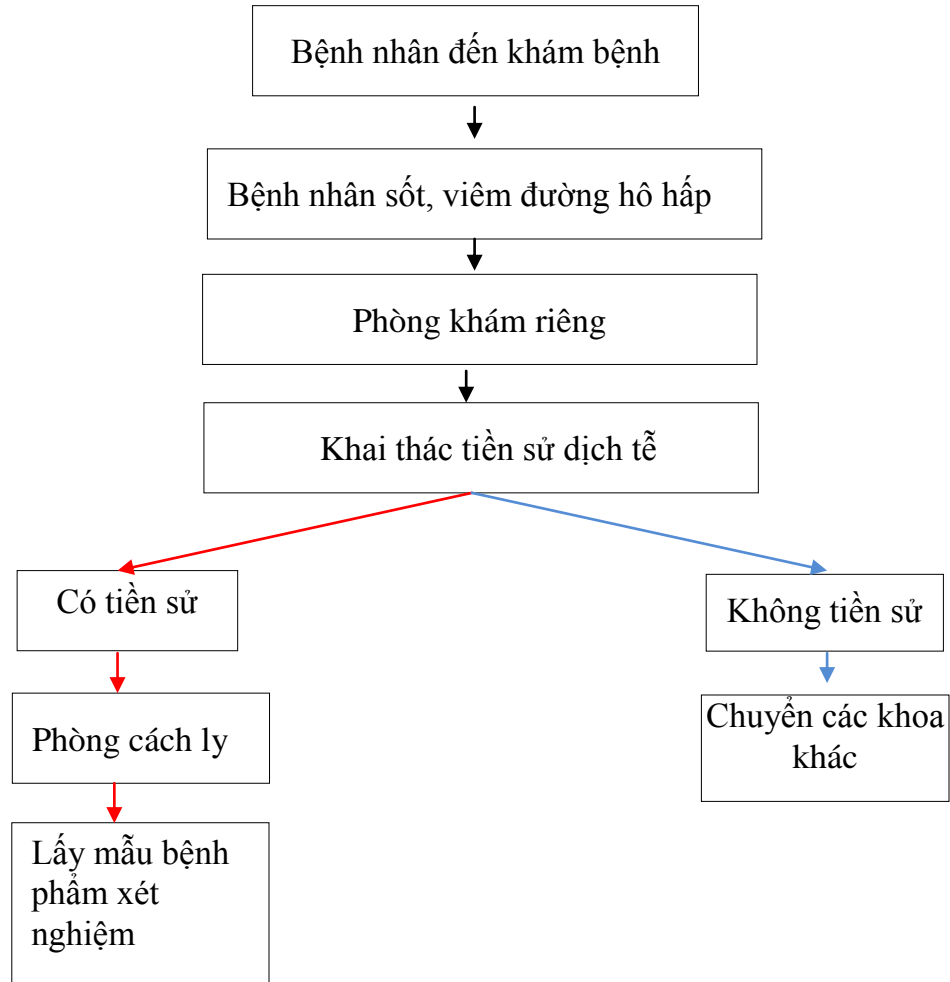 Bệnh nhân đến khám bệnh
Bệnh nhân sốt, viêm đường hô hấp
Phòng khám riêng
Khai thác tiền sử dịch tễ
Có tiền sử
Không tiền sử
Phòng cách ly
Chuyển các khoa
khác
Lấy mẫu bệnh
phẩm xét
nghiệm